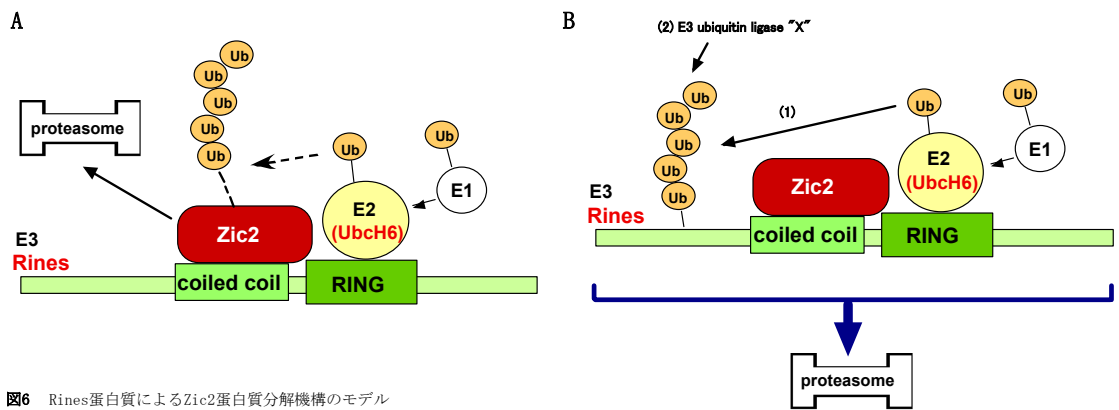 A
Ub
Ub
Ub
Ub
Ub
proteasome
Ub
Ub
E1
E2
(UbcH6)
Zic2
E3
Rines
coiled coil
RING
B
(2) E3 ubiquitin ligase "X"
Ub
Ub
Ub
Ub
Ub
(1)
Ub
Ub
E1
E2
(UbcH6)
Zic2
E3
Rines
coiled coil
RING
proteasome
図6 Rines蛋白質によるZic2蛋白質分解機構のモデル